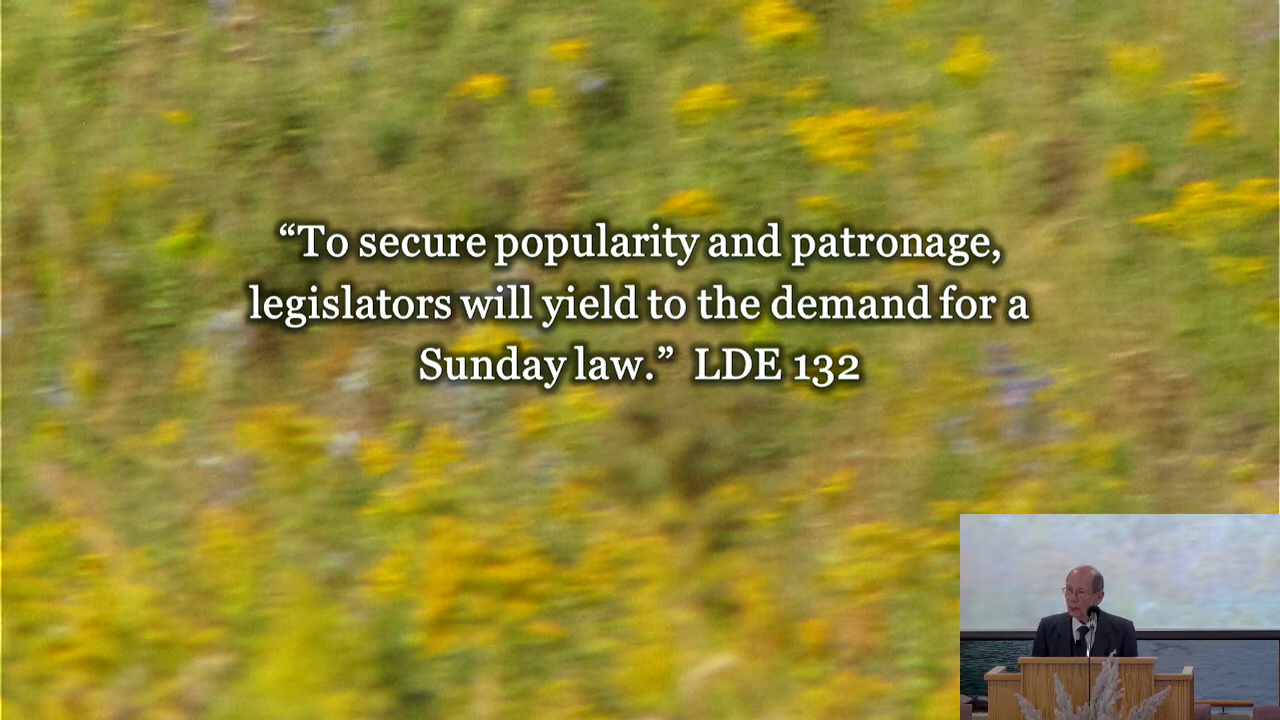 “To secure popularity and patronage,
legislators will yield to the demand for a
Sunday law.” LDE 132